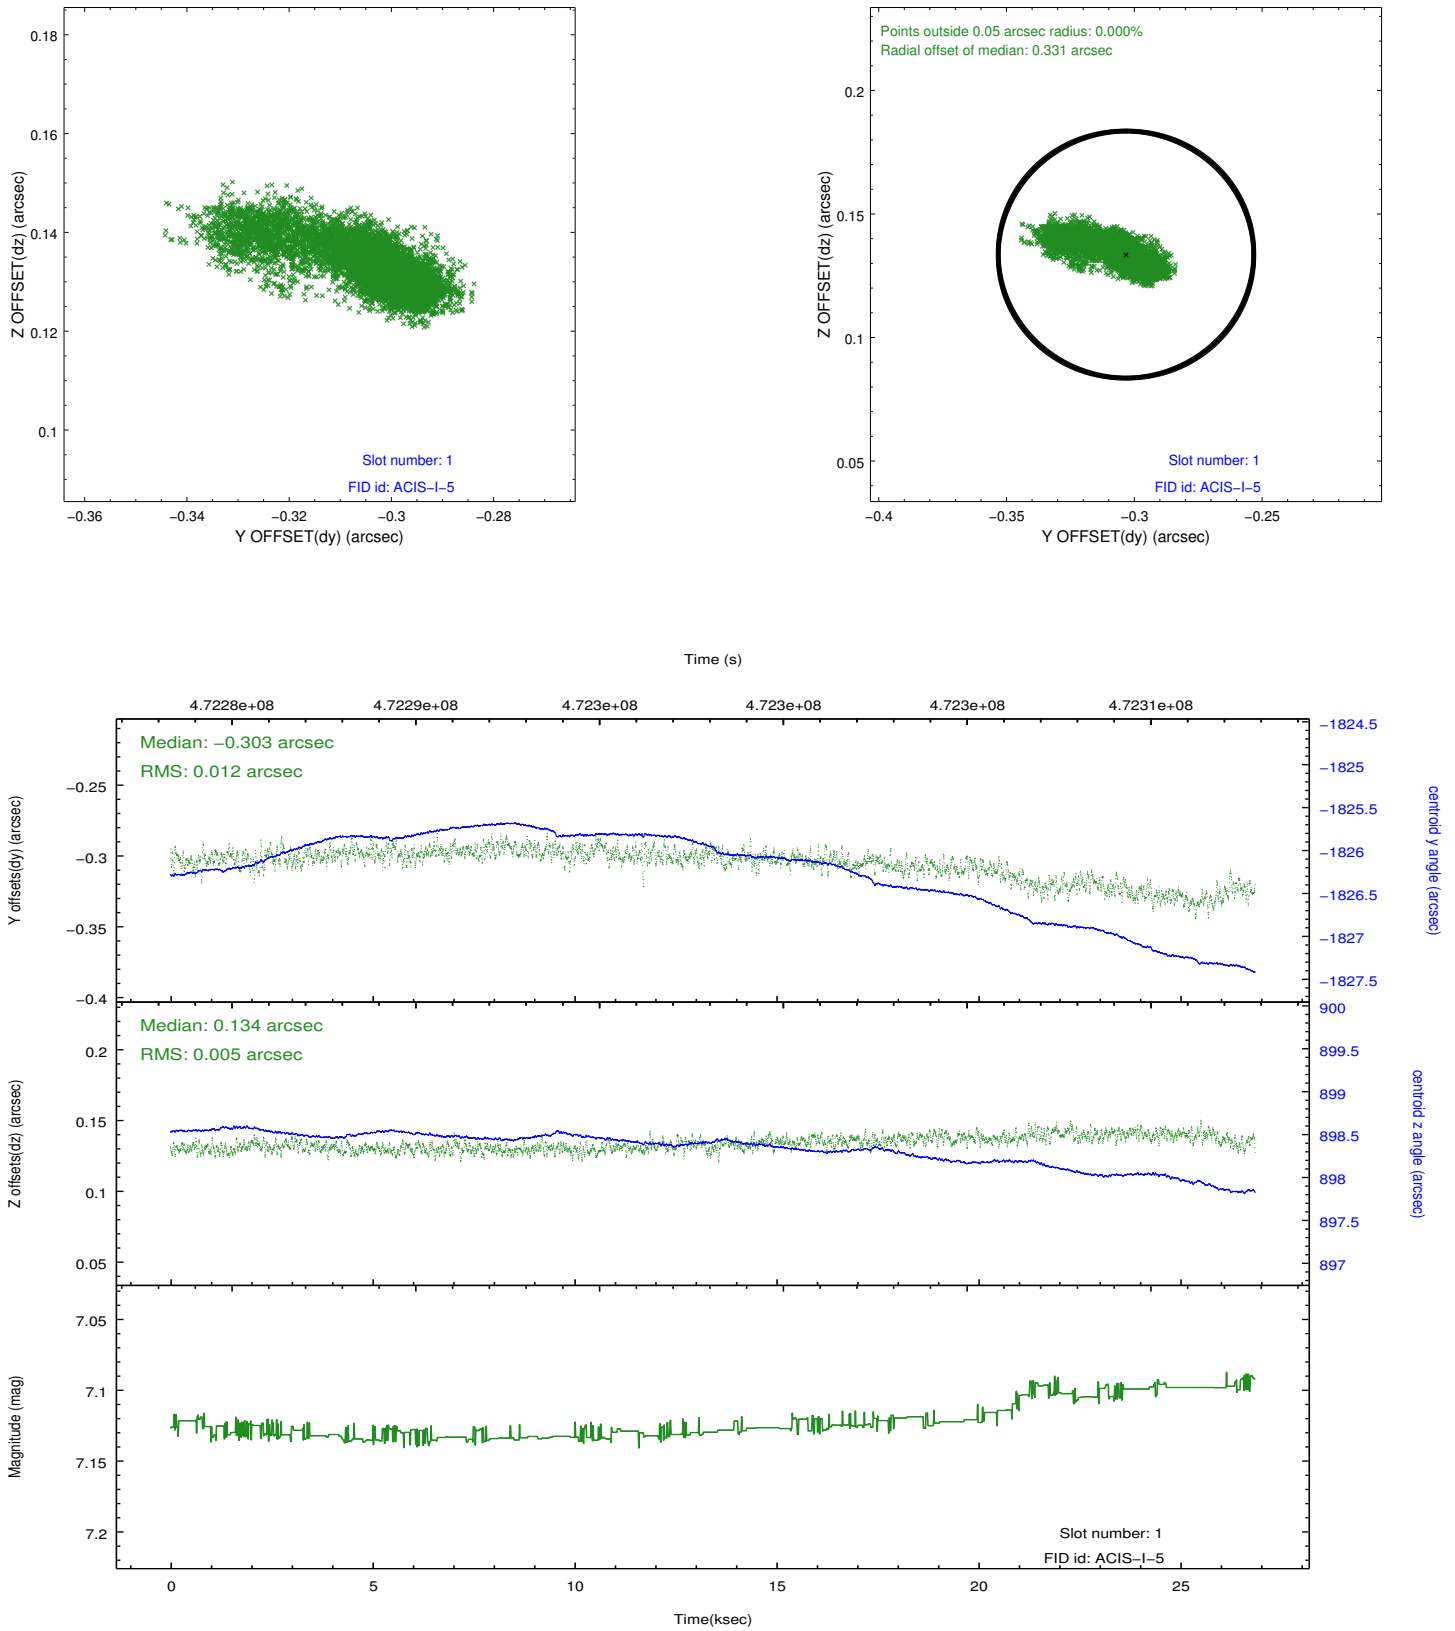 0.18
0.16
0.14
0.12
0.1
Z OFFSET(dz) (arcsec)
Slot number: 1
FID id: ACIS−I−5
−0.36 −0.34 −0.32 −0.3 −0.28
Y OFFSET(dy) (arcsec)
Points outside 0.05 arcsec radius: 0.000%
Radial offset of median: 0.331 arcsec
0.2
0.15
0.1
0.05
Z OFFSET(dz) (arcsec)
Slot number: 1
FID id: ACIS−I−5
−0.4 −0.35 −0.3 −0.25
Y OFFSET(dy) (arcsec)
Time (s)
4.7228e+08 4.7229e+08 4.723e+08 4.723e+08 4.723e+08 4.7231e+08
Median: −0.303 arcsec
RMS: 0.012 arcsec
−0.25
−0.3
−0.35
−0.4
Y offsets(dy) (arcsec)
−1824.5
−1825
−1825.5
−1826
−1826.5
−1827
−1827.5
centroid y angle (arcsec)
Median: 0.134 arcsec
RMS: 0.005 arcsec
0.2
0.15
0.1
0.05
Z offsets(dz) (arcsec)
900
899.5
899
898.5
898
897.5
897
centroid z angle (arcsec)
7.05
7.1
7.15
7.2
Magnitude (mag)
Slot number: 1
FID id: ACIS−I−5
0 5 10 15 20 25
Time(ksec)